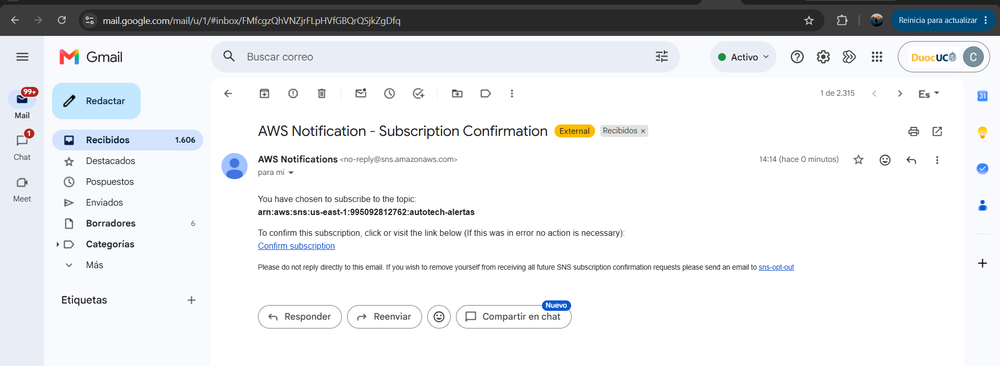 mail.google.com/mail/u/1/#inbox/FMfcgzQhVNZjrFLpHVfGBQrQSjkZgDfq
Reinicia para actualizar
Gmail
Buscar correo
Activo
DuocUC
C
99+
Mail
1
Chat
Meet
Redactar
Recibidos 1.606
Destacados
Pospuestos
Enviados
Borradores 6
Categorías
Más
Etiquetas
1 de 2.315
Es
31
AWS Notification - Subscription Confirmation External Recibidos ×
AWS Notifications <no-reply@sns.amazonaws.com> 14:14 (hace 0 minutos)
para mí
You have chosen to subscribe to the topic:
arn:aws:sns:us-east-1:995092812762:autotech-alertas
To confirm this subscription, click or visit the link below (If this was in error no action is necessary):
Confirm subscription
Please do not reply directly to this email. If you wish to remove yourself from receiving all future SNS subscription confirmation requests please send an email to sns-opt-out
Nuevo
Responder Reenviar Compartir en chat